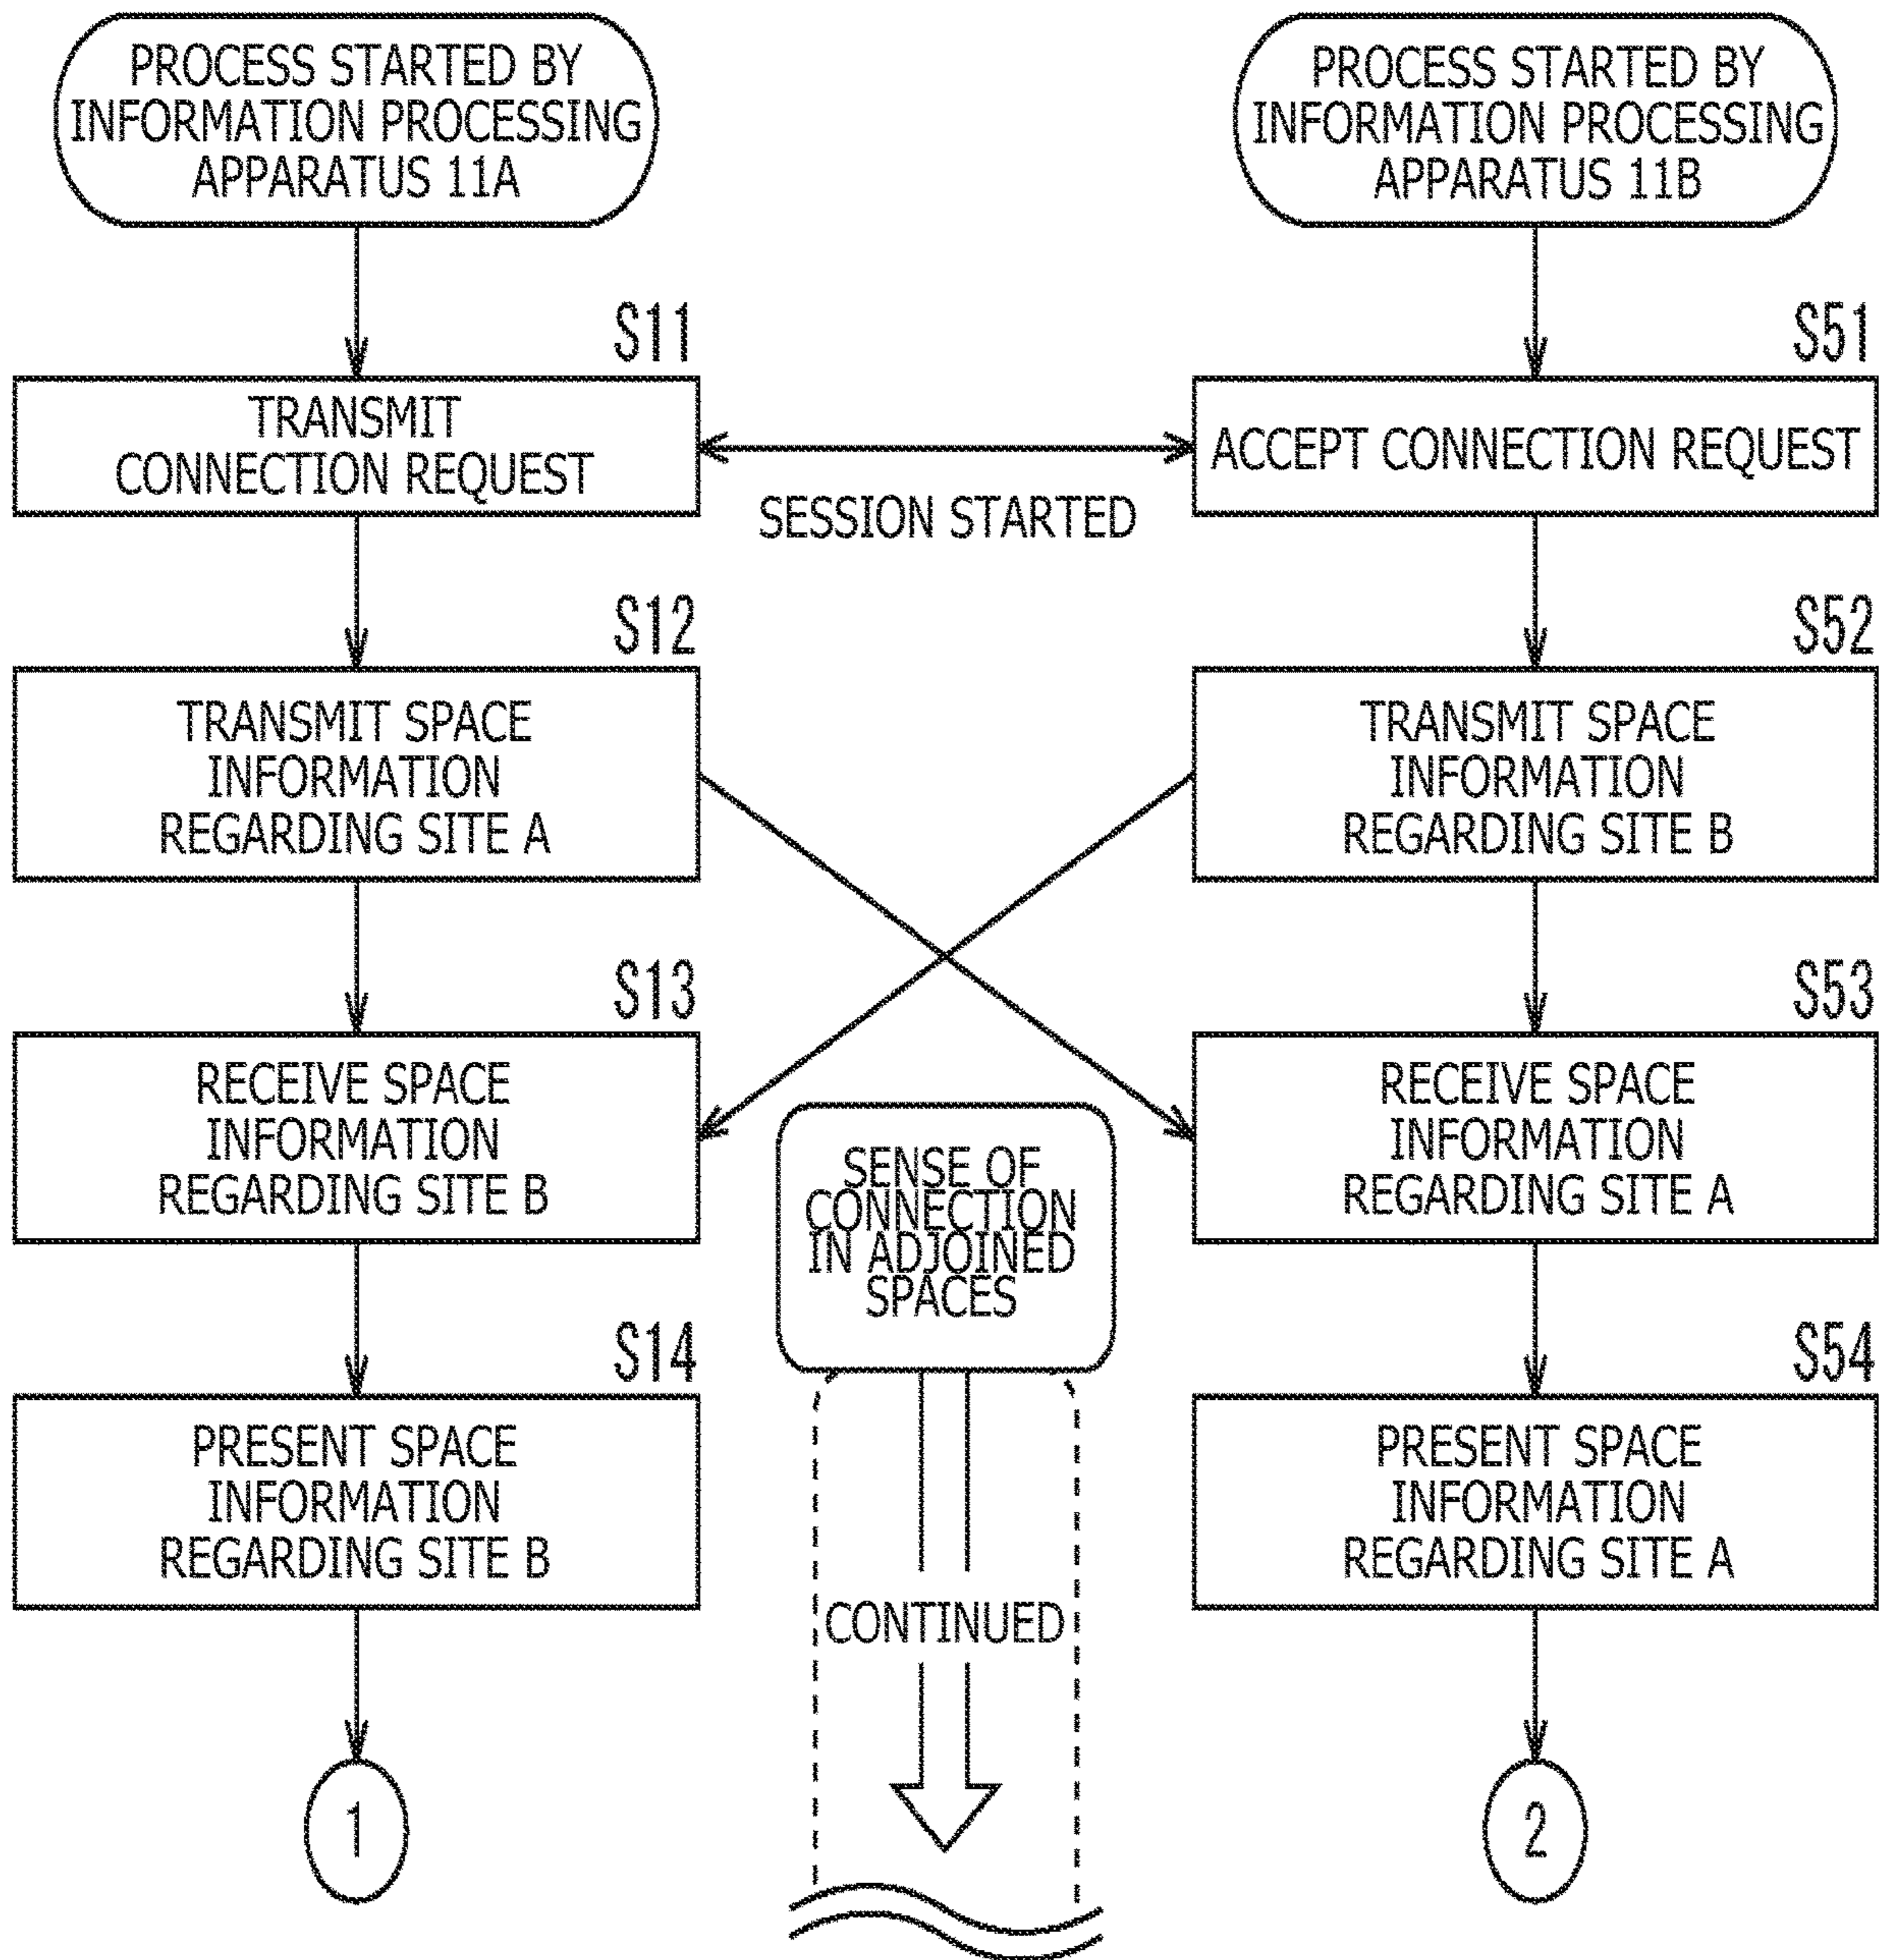 PROCESS STARTED BY
INFORMATION PROCESSING
APPARATUS 11A
PROCESS STARTED BY
INFORMATION PROCESSING
APPARATUS 11B
S11
TRANSMIT
CONNECTION REQUEST
S51
ACCEPT CONNECTION REQUEST
SESSION STARTED
S12
TRANSMIT SPACE
INFORMATION
REGARDING SITE A
S52
TRANSMIT SPACE
INFORMATION
REGARDING SITE B
S13
RECEIVE SPACE
INFORMATION
REGARDING SITE B
S53
RECEIVE SPACE
INFORMATION
REGARDING SITE A
SENSE OF
CONNECTION
IN ADJOINED
SPACES
S14
PRESENT SPACE
INFORMATION
REGARDING SITE B
S54
PRESENT SPACE
INFORMATION
REGARDING SITE A
CONTINUED
1
2